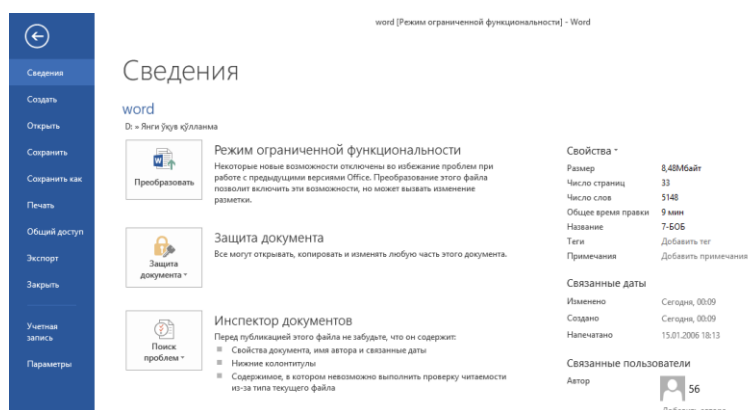 word [Режим ограниченной функциональности] - Word
Сведения
Создать
Открыть
Сохранить
Сохранить как
Печать
Общий доступ
Экспорт
Закрыть
Учетная
запись
Параметры
Сведения
word
D: » Янги ўқув қўлланма
Преобразовать
Режим ограниченной функциональности
Некоторые новые возможности отключены во избежание проблем при
работе с предыдущими версиями Office. Преобразование этого файла
позволит включить эти возможности, но может вызвать изменение
разметки.
Защита
документа
Защита документа
Все могут открывать, копировать и изменять любую часть этого документа.
Поиск
проблем
Инспектор документов
Перед публикацией этого файла не забудьте, что он содержит:
Свойства документа, имя автора и связанные даты
Нижние колонтитулы
Содержимое, в котором невозможно выполнить проверку читаемости
из-за типа текущего файла
Свойства
Размер 8,48Мбайт
Число страниц 33
Число слов 5148
Общее время правки 9 мин
Название 7-БОБ
Теги Добавить тег
Примечания Добавить примечания
Связанные даты
Изменено Сегодня, 00:09
Создано Сегодня, 00:09
Напечатано 15.01.2006 18:13
Связанные пользователи
Автор 56
Добавить автора